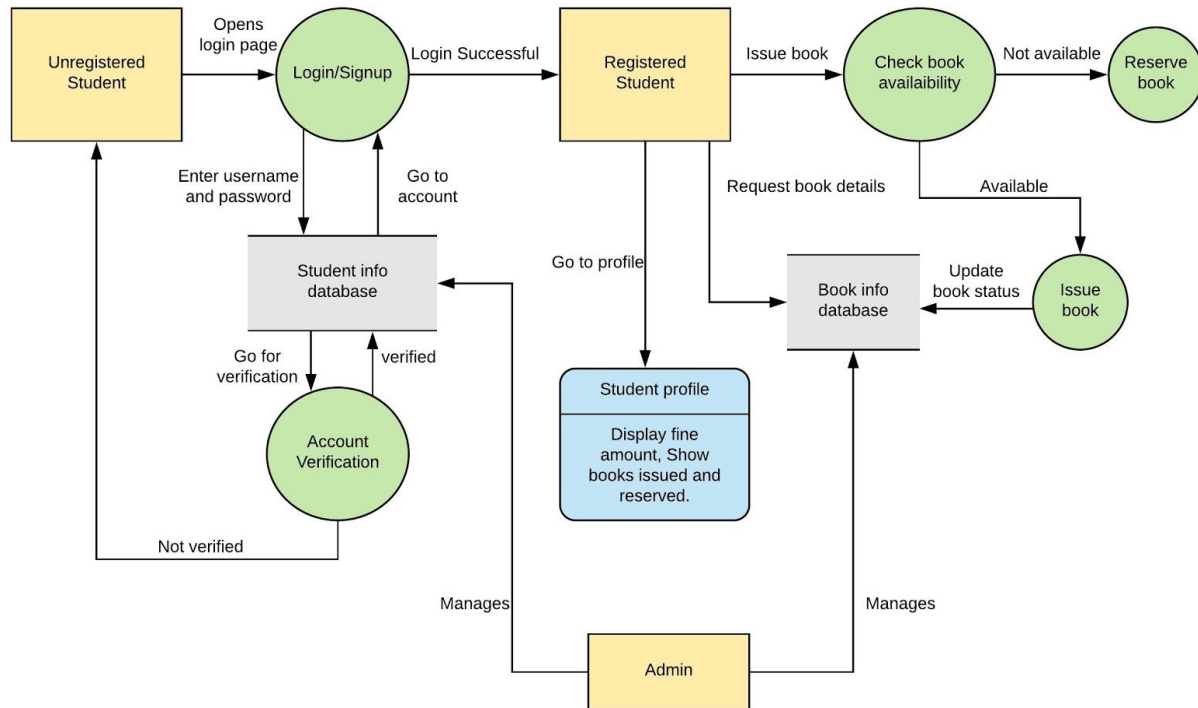 Opens
login page
Unregistered
Student
Login/Signup
Login Successful
Registered
Student
Issue book
Check book
availaibility
Not available
Reserve
book
Enter username
and password
Go to
account
Request book details
Available
Student info
database
Go to profile
Book info
database
Update
book status
Issue
book
Go for
verification
verified
Student profile
Display fine
amount, Show
books issued and
reserved.
Account
Verification
Not verified
Manages
Manages
Admin